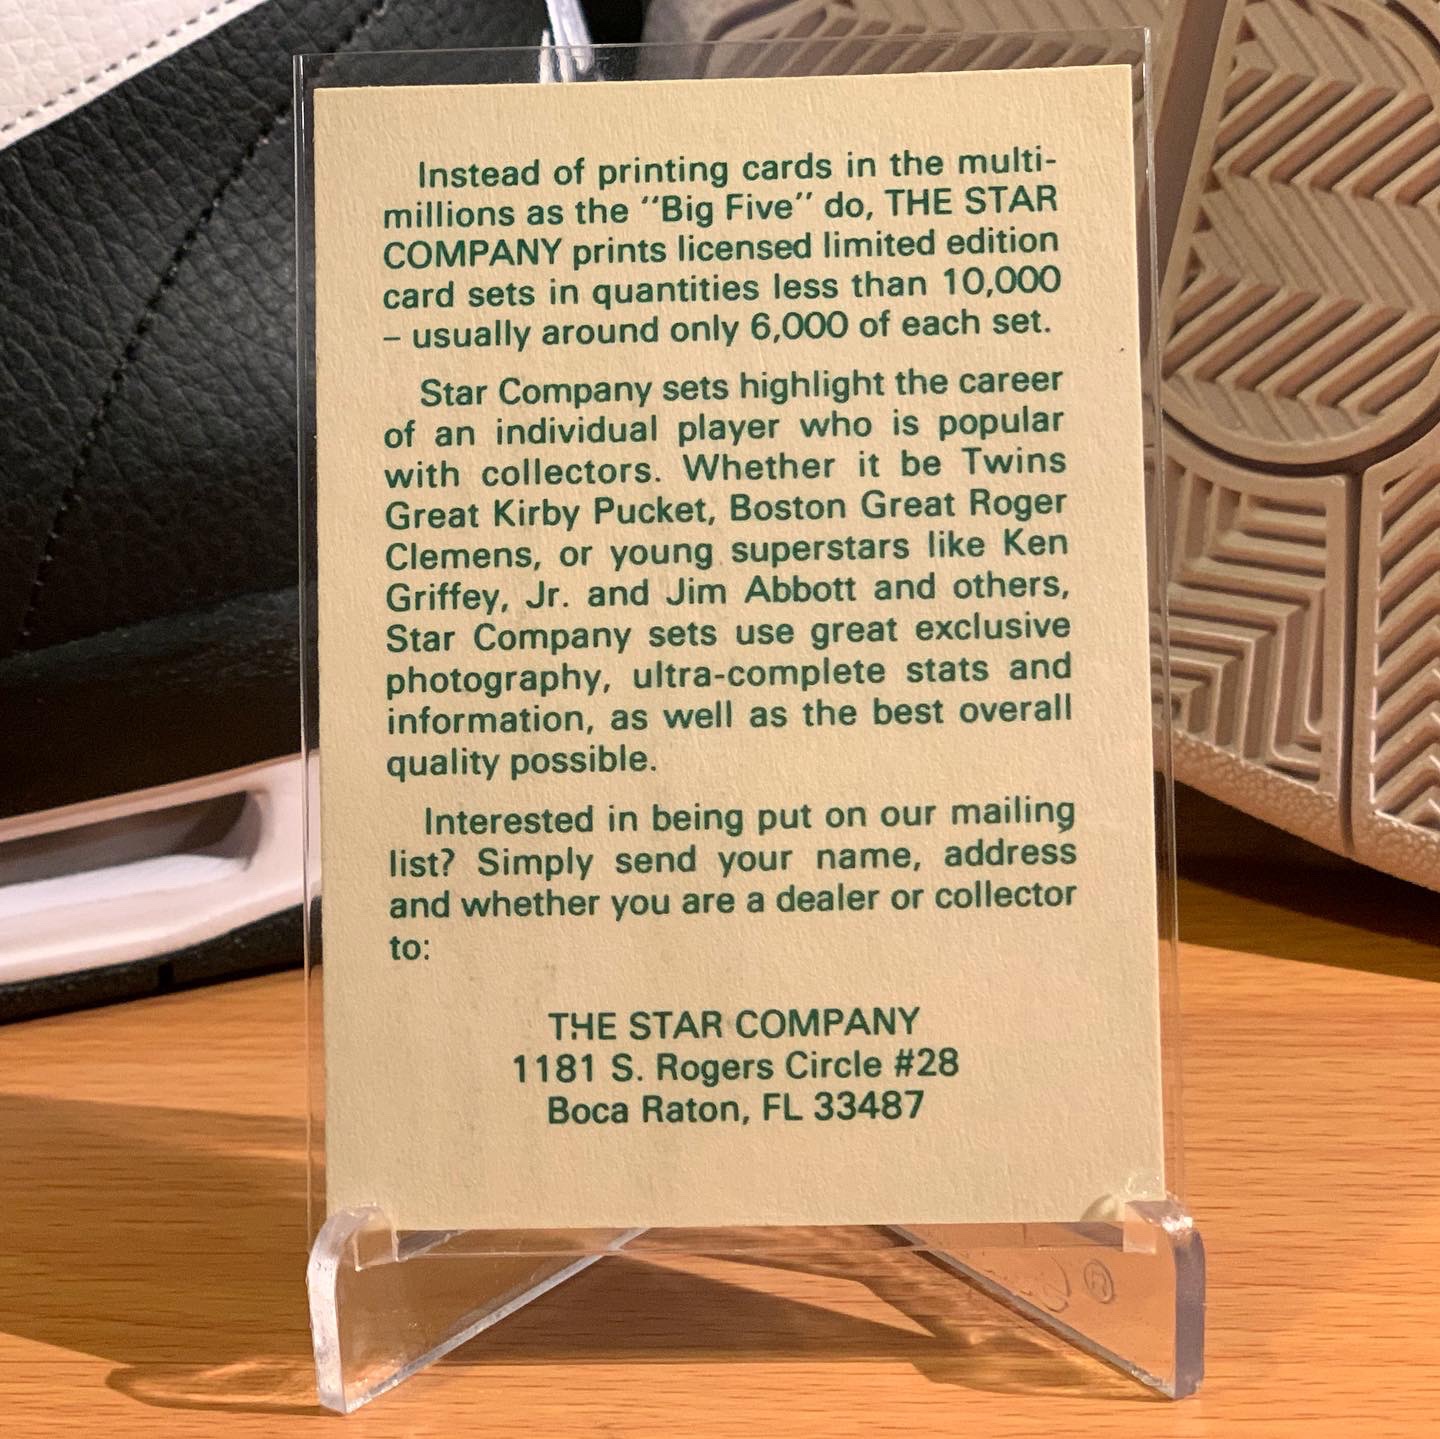 Instead of printing cards in the multi-
millions as the "Big Five" do, THE STAR
COMPANY prints licensed limited edition
card sets in quantities less than 10,000
– usually around only 6,000 of each set.
Star Company sets highlight the career
of an individual player who is popular
with collectors. Whether it be Twins
Great Kirby Pucket, Boston Great Roger
Clemens, or young superstars like Ken
Griffey, Jr. and Jim Abbott and others,
Star Company sets use great exclusive
photography, ultra-complete stats and
information, as well as the best overall
quality possible.
Interested in being put on our mailing
list? Simply send your name, address
and whether you are a dealer or collector
to:
THE STAR COMPANY
1181 S. Rogers Circle #28
Boca Raton, FL 33487